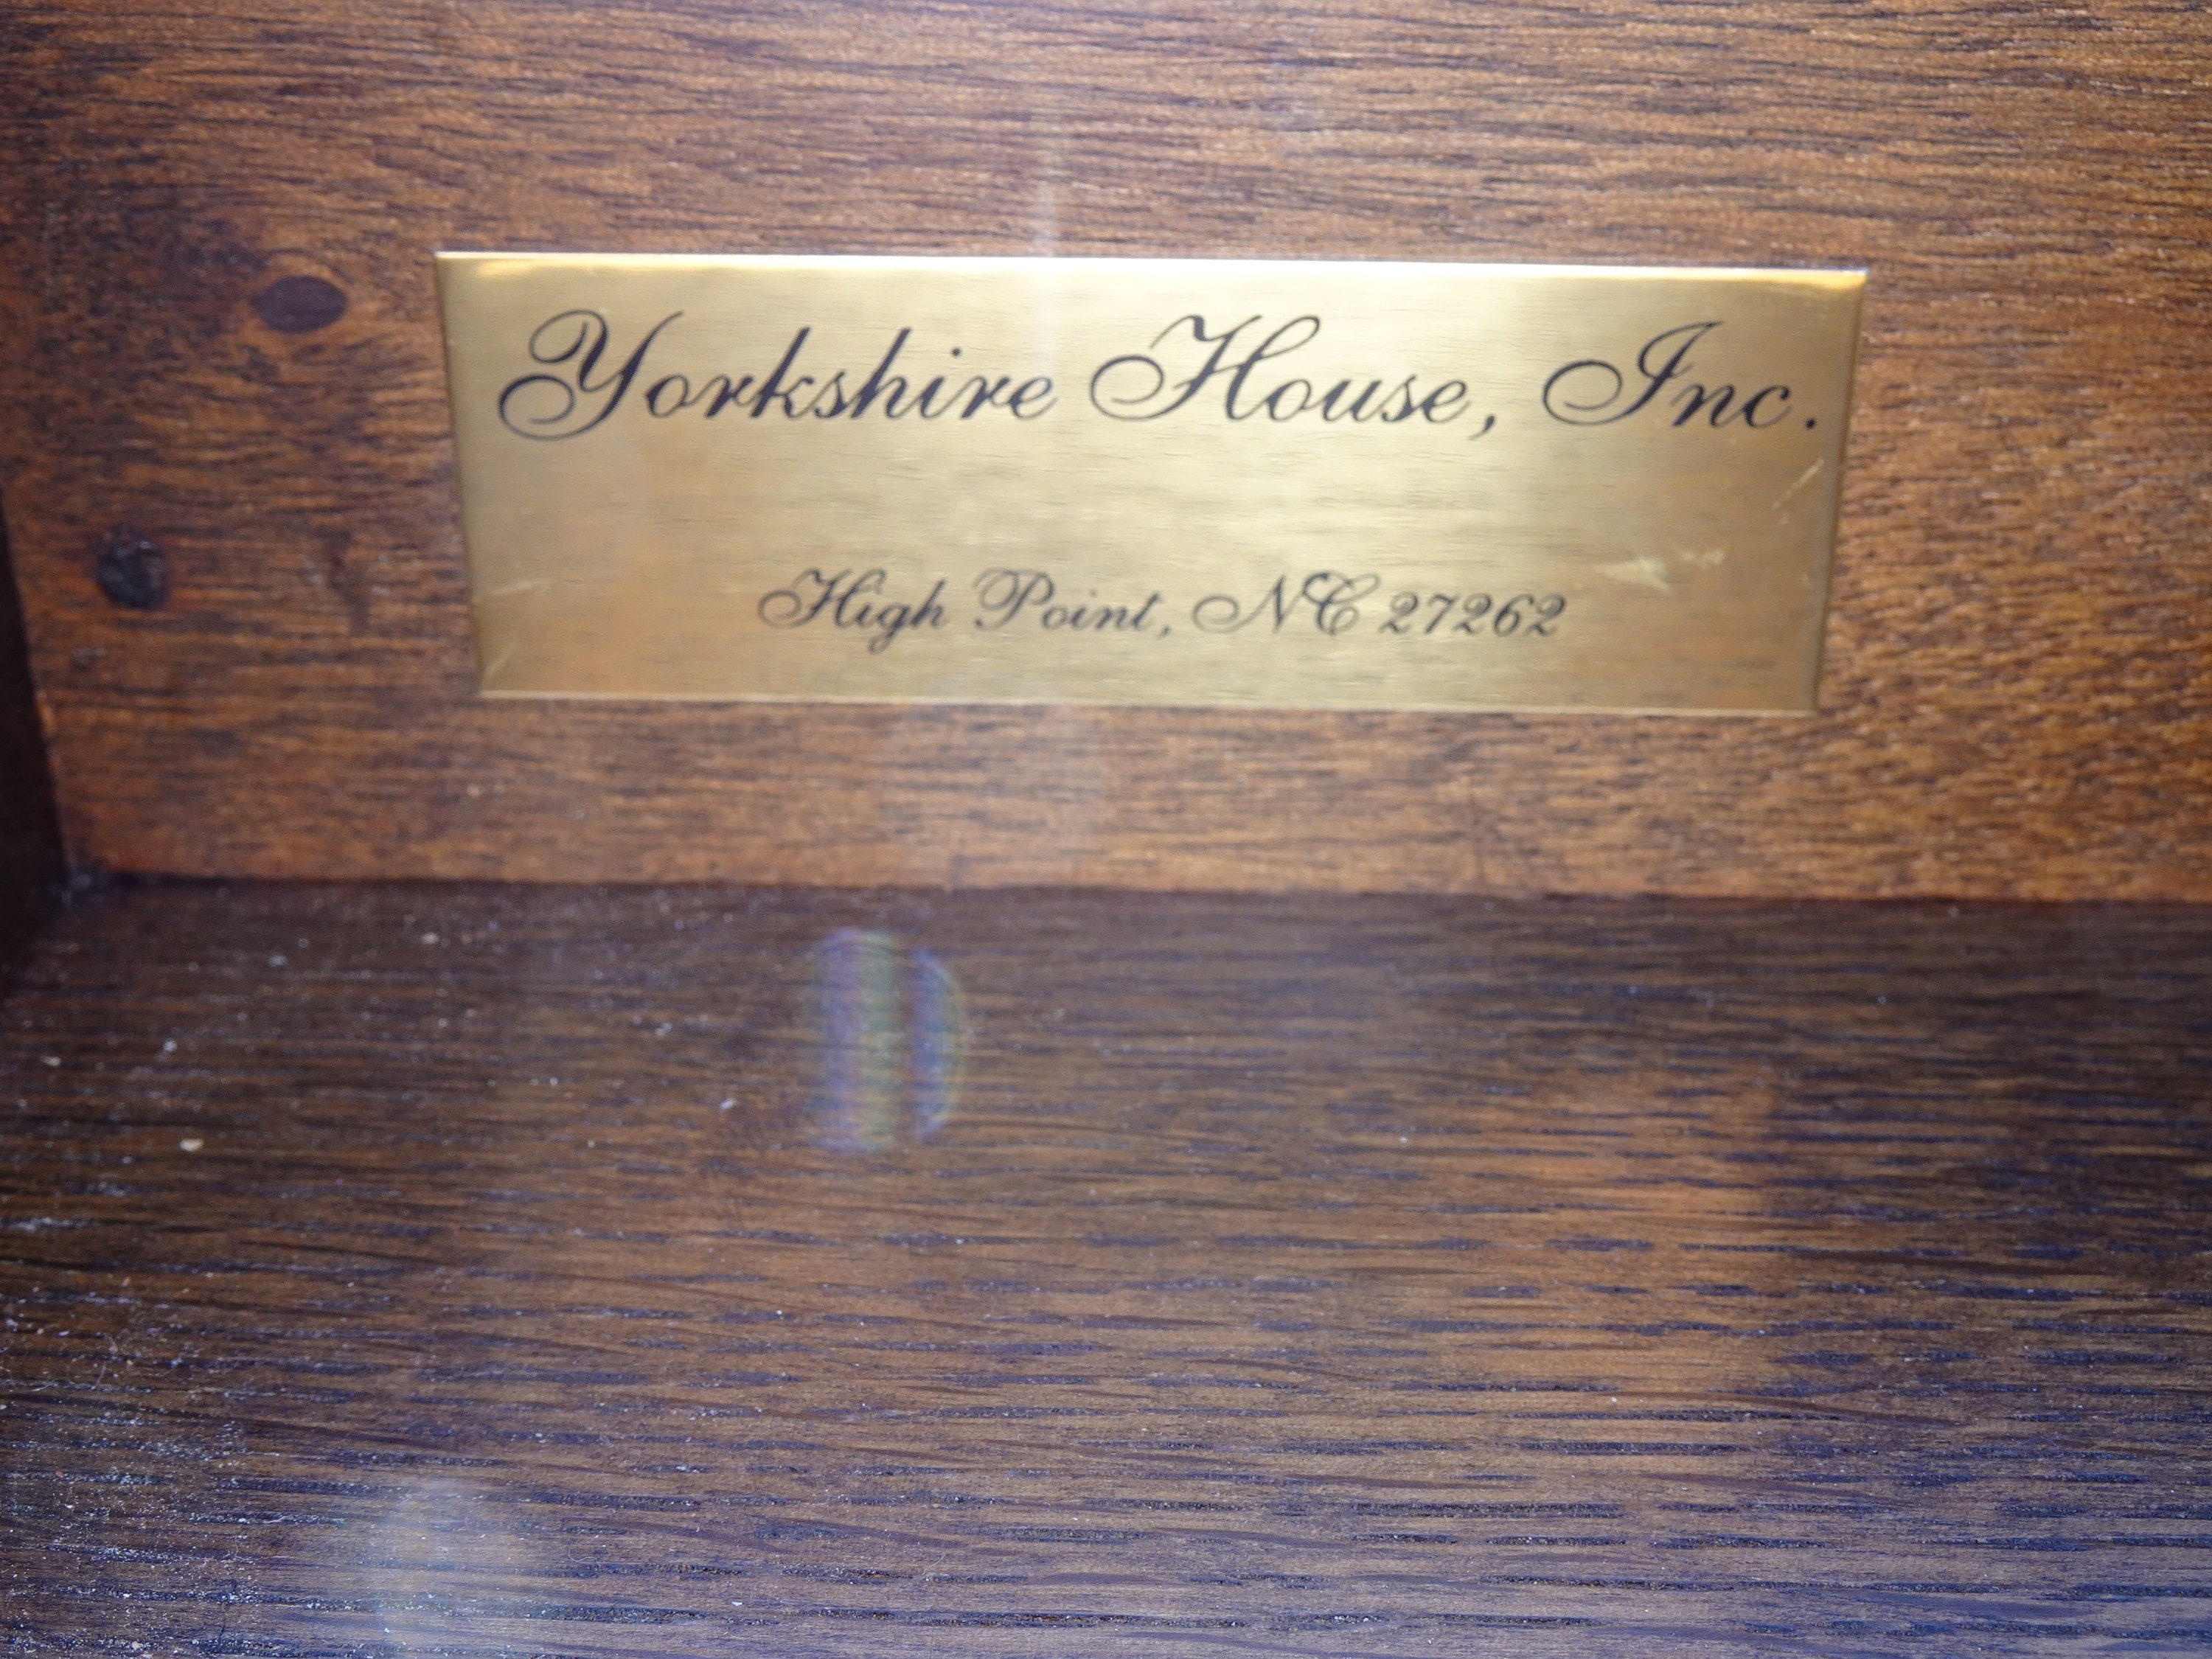 Yorkshire House, Inc.
High Point, NC 27262